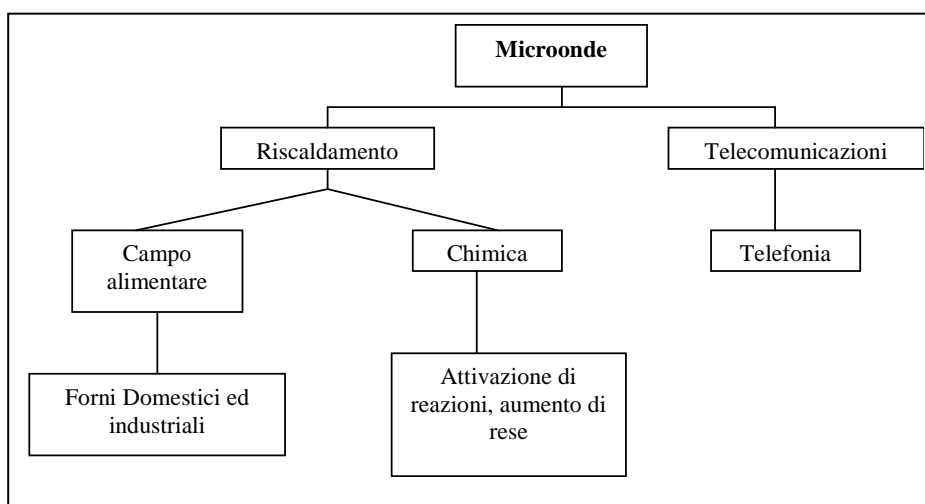 Microonde
Riscaldamento
Telecomunicazioni
Campo
alimentare
Chimica
Telefonia
Forni Domestici ed
industriali
Attivazione di
reazioni, aumento di
rese